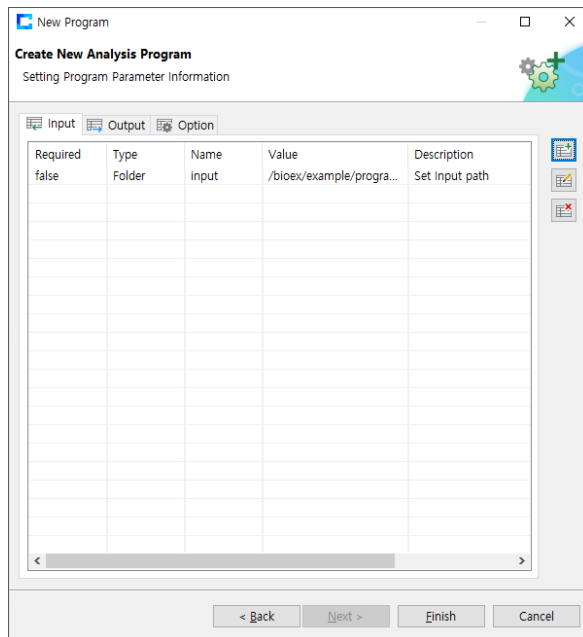 New Program
Create New Analysis Program
Setting Program Parameter Information
Input Output Option
Required Type Name Value Description
false Folder input /bioex/example/progra... Set Input path
< Back Next > Finish Cancel